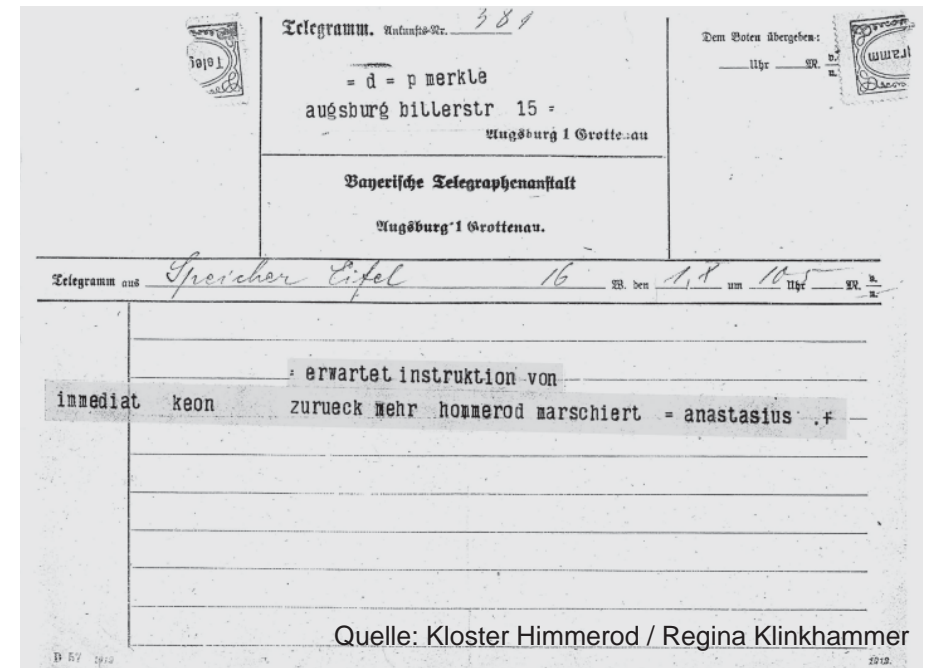 Telegramm. Ankunfts-Nr. 381
= d = p merkle
augsburg billerstr 15 =
Augsburg 1 Grottenau
Bayerische Telegraphenanstalt
Augsburg 1 Grottenau.
Dem Boten übergeben:
Uhr M. v. n.
Teleg
Telegramm aus Speicher Eifel 16 W. den 1,8 um 10 5 Uhr M. v. n.
= erwartet instruktion von
immediat keon zurueck mehr hommerod marschiert = anastasius .+
Quelle: Kloster Himmerod / Regina Klinkhammer
B 57